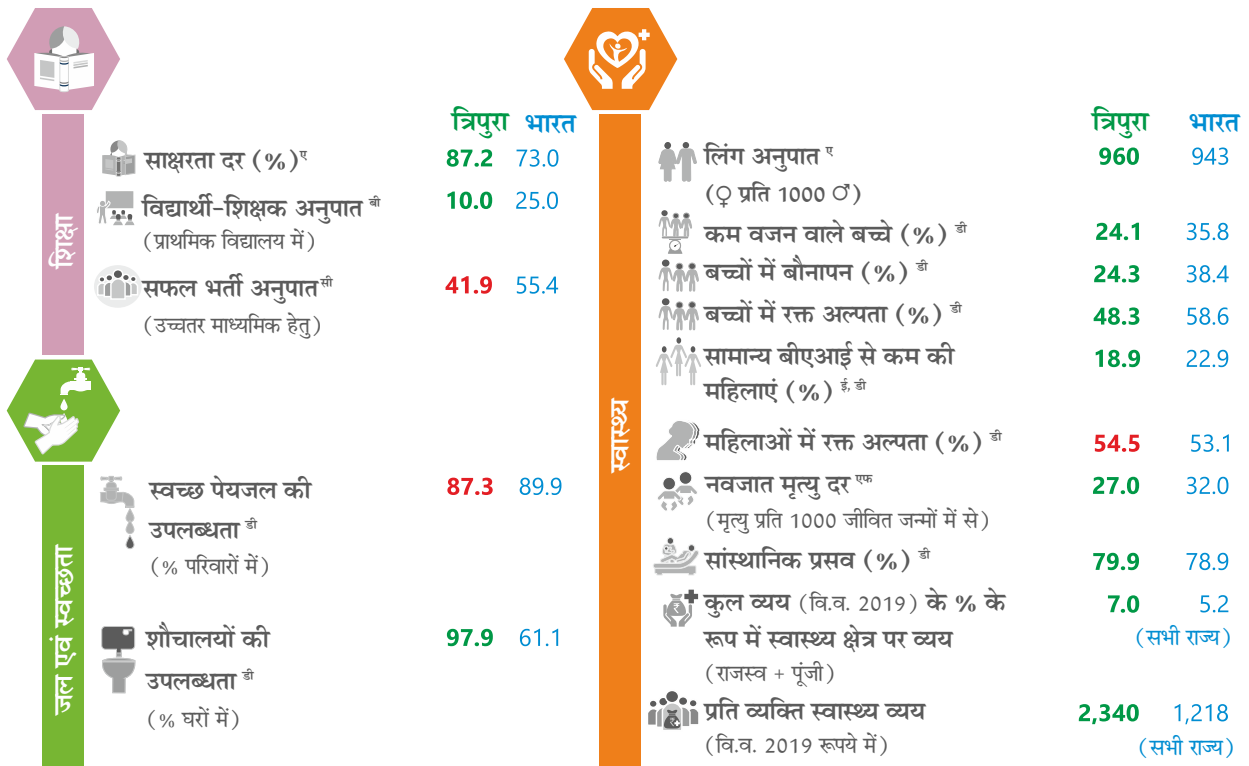 शिक्षा
त्रिपुरा भारत
साक्षरता दर (%)ए 87.2 73.0
विद्यार्थी-शिक्षक अनुपात बी 10.0 25.0
(प्राथमिक विद्यालय में)
सफल भर्ती अनुपात सी 41.9 55.4
(उच्चतर माध्यमिक हेतु)
जल एवं स्वच्छता
स्वच्छ पेयजल की 87.3 89.9
उपलब्धता डी
(% परिवारों में)
शौचालयों की 97.9 61.1
उपलब्धता डी
(% घरों में)
स्वास्थ्य
त्रिपुरा भारत
लिंग अनुपात ए 960 943
(♀ प्रति 1000 ♂)
कम वजन वाले बच्चे (%) डी 24.1 35.8
बच्चों में बौनापन (%) डी 24.3 38.4
बच्चों में रक्त अल्पता (%) डी 48.3 58.6
सामान्य बीएआई से कम की 18.9 22.9
महिलाएं (%) ई, डी
महिलाओं में रक्त अल्पता (%) डी 54.5 53.1
नवजात मृत्यु दर एफ 27.0 32.0
(मृत्यु प्रति 1000 जीवित जन्मों में से)
सांस्थानिक प्रसव (%) डी 79.9 78.9
कुल व्यय (वि.व. 2019) के % के 7.0 5.2
रूप में स्वास्थ्य क्षेत्र पर व्यय (सभी राज्य)
(राजस्व + पूंजी)
प्रति व्यक्ति स्वास्थ्य व्यय 2,340 1,218
(वि.व. 2019 रूपये में) (सभी राज्य)